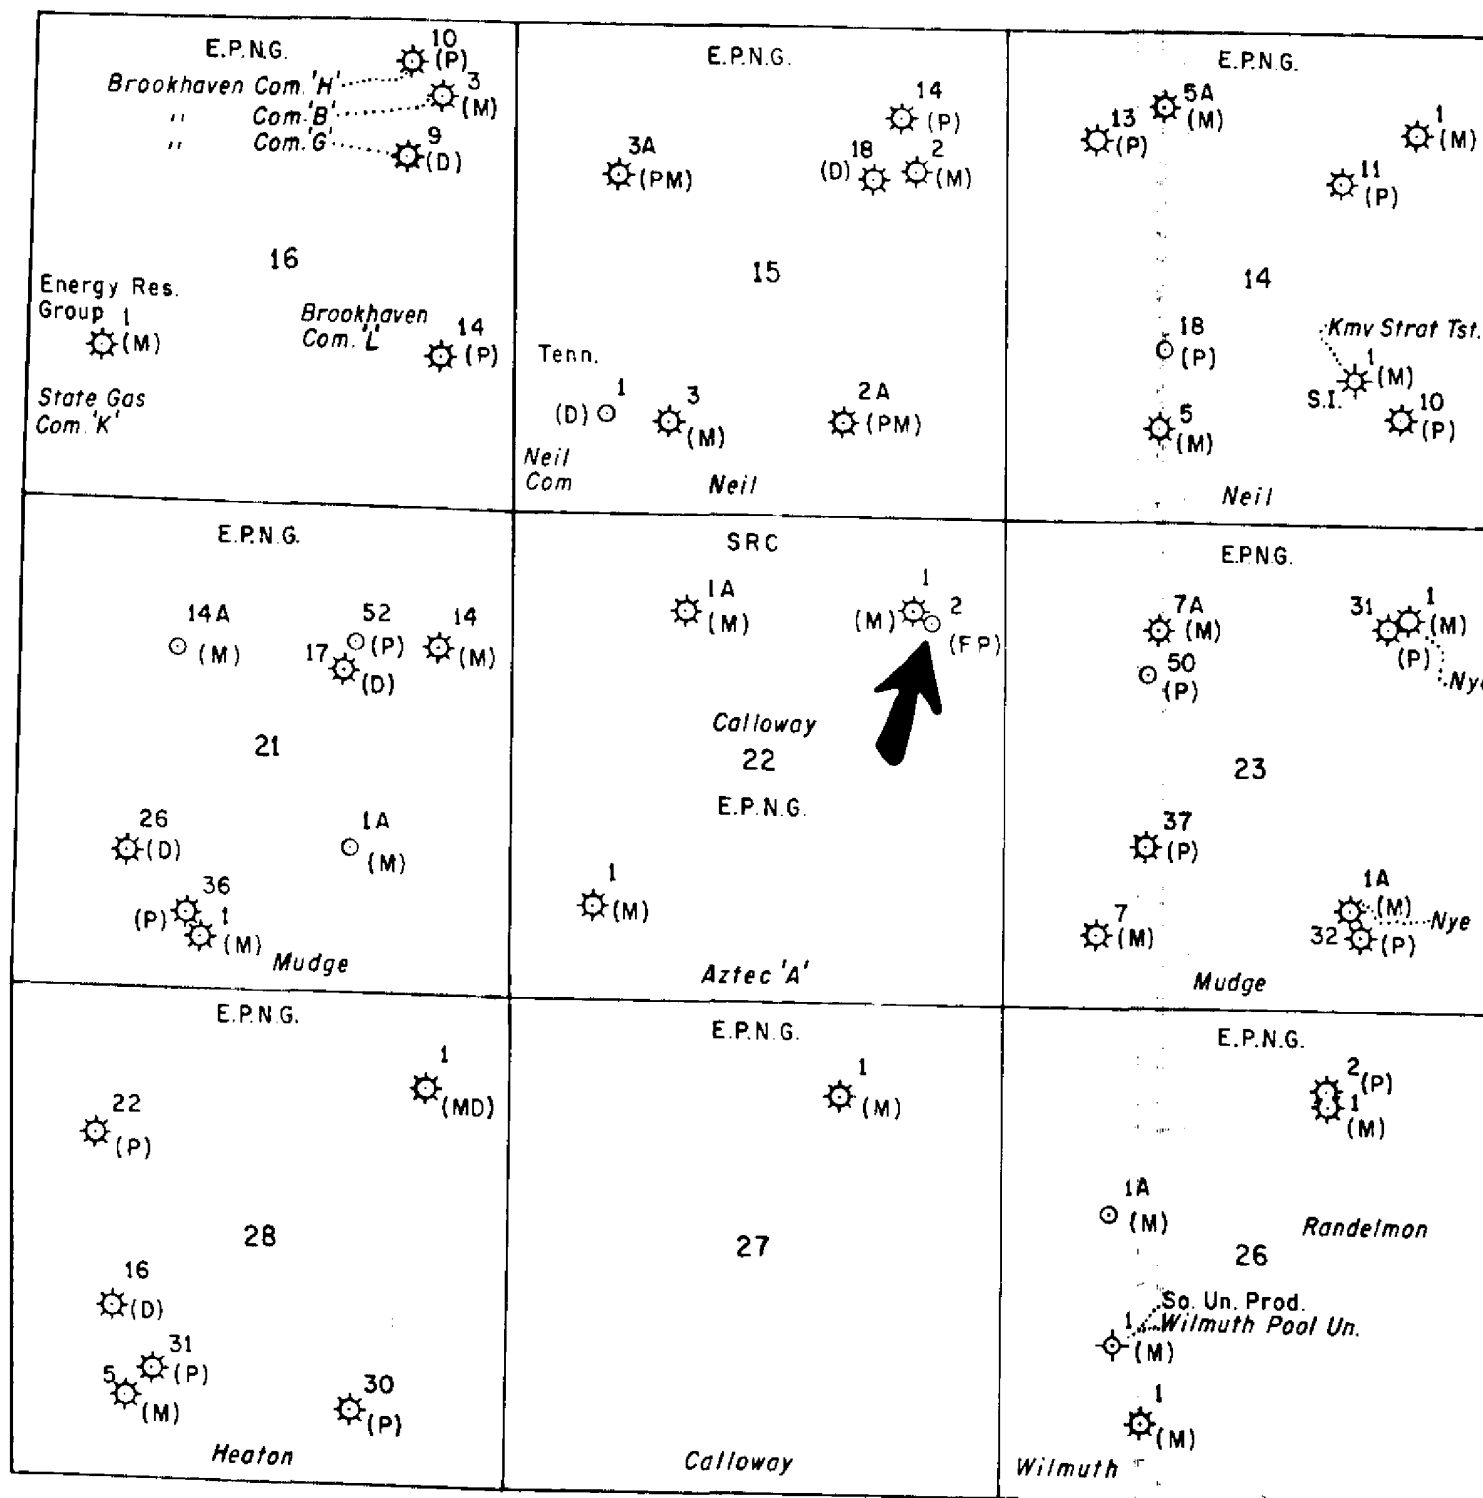 E.P.N.G.
10
(P)
Brookhaven Com. 'H'
3
(M)
" Com. 'B'
" Com. 'G'
9
(D)
16
Energy Res.
Group 1
(M)
Brookhaven
Com. 'L'
14
(P)
State Gas
Com. 'K'
E.P.N.G.
14
(P)
3A
(PM)
(D) 18
2
(M)
15
Tenn.
1
(D)
3
(M)
2A
(PM)
Neil
Com
Neil
E.P.N.G.
5A
(M)
13
(P)
1
(M)
11
(P)
14
18
(P)
Kmv Strat Tst.
1
(M)
S.I.
5
(M)
10
(P)
Neil
E.P.N.G.
14A
(M)
52
(P)
14
(M)
17
(D)
21
26
(D)
1A
(M)
36
(P)
1
(M)
Mudge
SRC
1A
(M)
1
(M)
2
(FP)
Calloway
22
E.P.N.G.
1
(M)
Aztec 'A'
E.P.N.G.
7A
(M)
31
(P)
1
(M)
50
(P)
23
37
(P)
1A
(M)
Nye
7
(M)
32
(P)
Mudge
E.P.N.G.
1
(MD)
22
(P)
28
16
(D)
31
(P)
5
(M)
30
(P)
Heaton
E.P.N.G.
1
(M)
27
Calloway
E.P.N.G.
2
(P)
1
(M)
1A
(M)
Randelmon
26
So. Un. Prod.
Wilmuth Pool Un.
1
(M)
1
(M)
Wilmuth